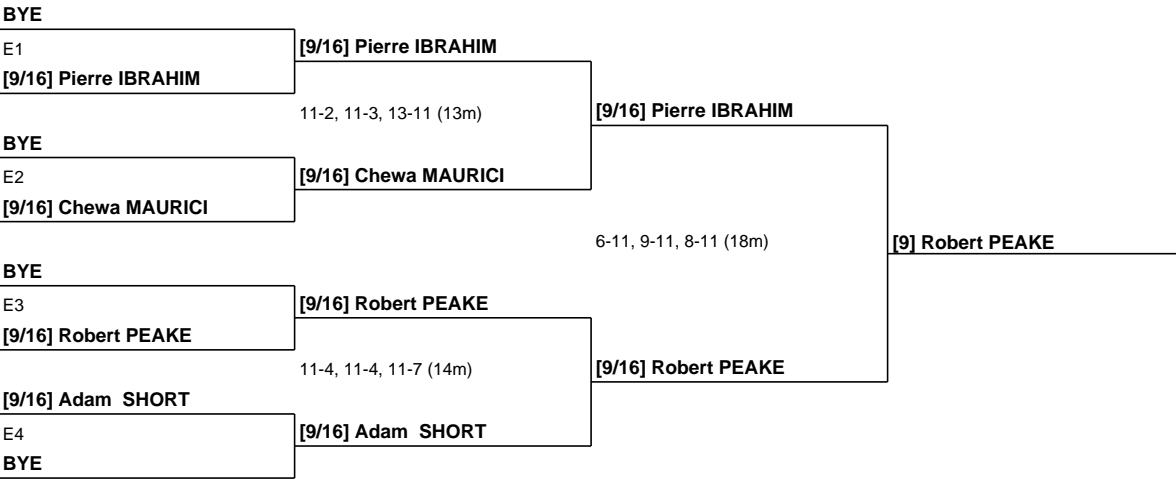 BYE
E1
[9/16] Pierre IBRAHIM
[9/16] Pierre IBRAHIM
11-2, 11-3, 13-11 (13m)
[9/16] Pierre IBRAHIM
BYE
E2
[9/16] Chewa MAURICI
[9/16] Chewa MAURICI
6-11, 9-11, 8-11 (18m)
[9] Robert PEAKE
BYE
E3
[9/16] Robert PEAKE
[9/16] Robert PEAKE
11-4, 11-4, 11-7 (14m)
[9/16] Robert PEAKE
[9/16] Adam  SHORT
E4
BYE
[9/16] Adam  SHORT